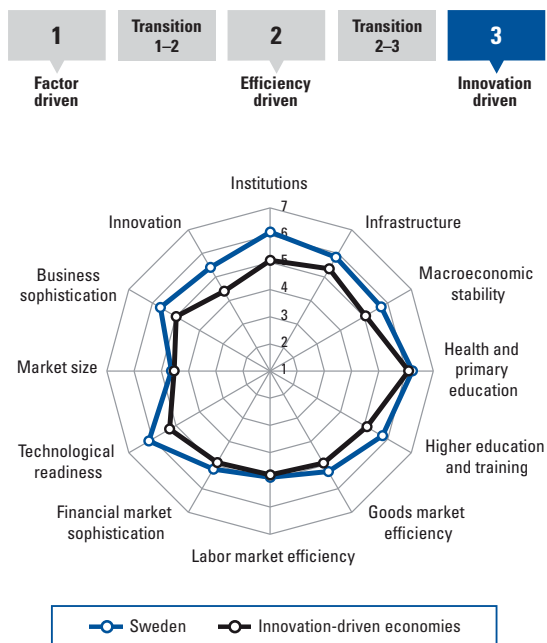 1
Transition
1–2
2
Transition
2–3
3
Factor
driven
Efficiency
driven
Innovation
driven
Institutions
7
Innovation
Infrastructure
6
Business
sophistication
Macroeconomic
stability
5
4
3
2
Market size
1
Health and
primary
education
Technological
readiness
Higher education
and training
Financial market
sophistication
Goods market
efficiency
Labor market efficiency
Sweden
Innovation-driven economies